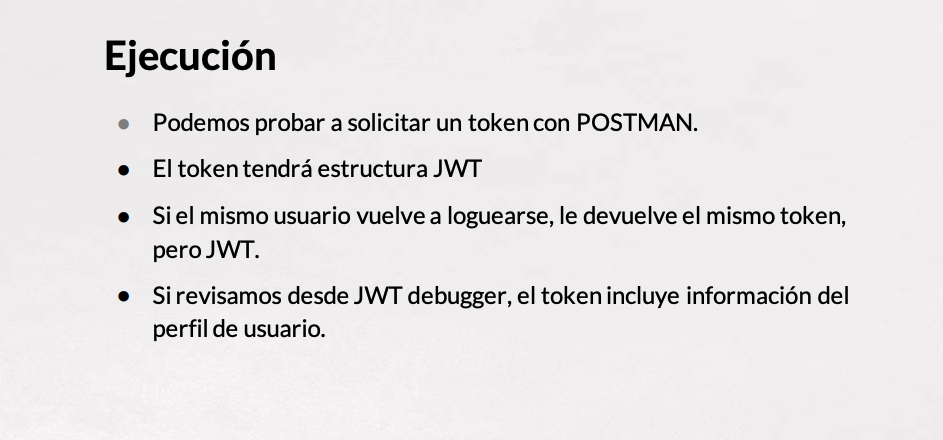 Ejecución
● Podemos probar a solicitar un token con POSTMAN.
● El token tendrá estructura JWT
● Si el mismo usuario vuelve a loguearse, le devuelve el mismo token,
pero JWT.
● Si revisamos desde JWT debugger, el token incluye información del
perfil de usuario.